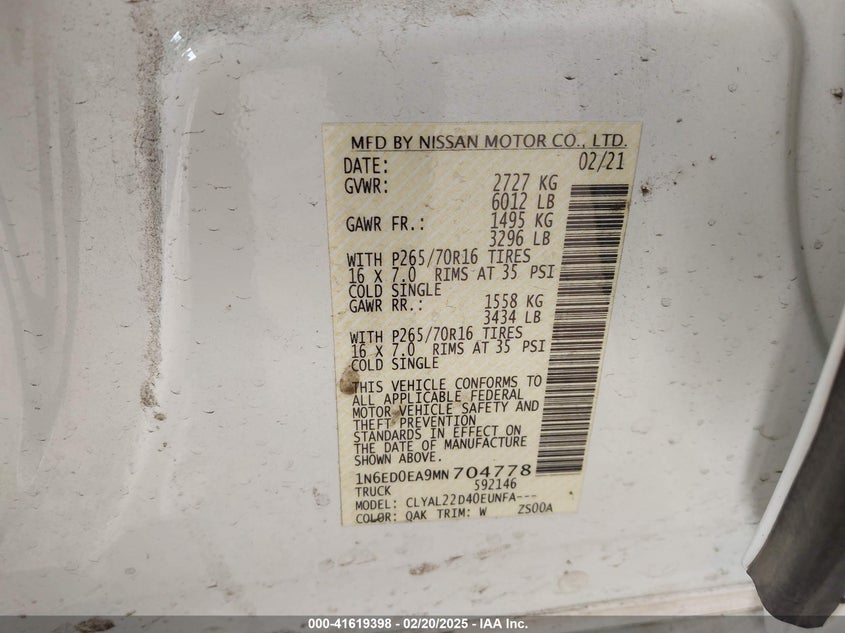 MFD BY NISSAN MOTOR CO., LTD.
DATE: 02/21
GVWR: 2727 KG
6012 LB
GAWR FR.: 1495 KG
3296 LB
WITH P265/70R16 TIRES
16 X 7.0 RIMS AT 35 PSI
COLD SINGLE
GAWR RR.: 1558 KG
3434 LB
WITH P265/70R16 TIRES
16 X 7.0 RIMS AT 35 PSI
COLD SINGLE
THIS VEHICLE CONFORMS TO
ALL APPLICABLE FEDERAL
MOTOR VEHICLE SAFETY AND
THEFT PREVENTION
STANDARDS IN EFFECT ON
THE DATE OF MANUFACTURE
SHOWN ABOVE.
1N6ED0EA9MN704778
TRUCK 592146
MODEL: CLYAL22D40EUNFA---
COLOR: QAK TRIM: W ZS00A
000-41619398 - 02/20/2025 - IAA Inc.